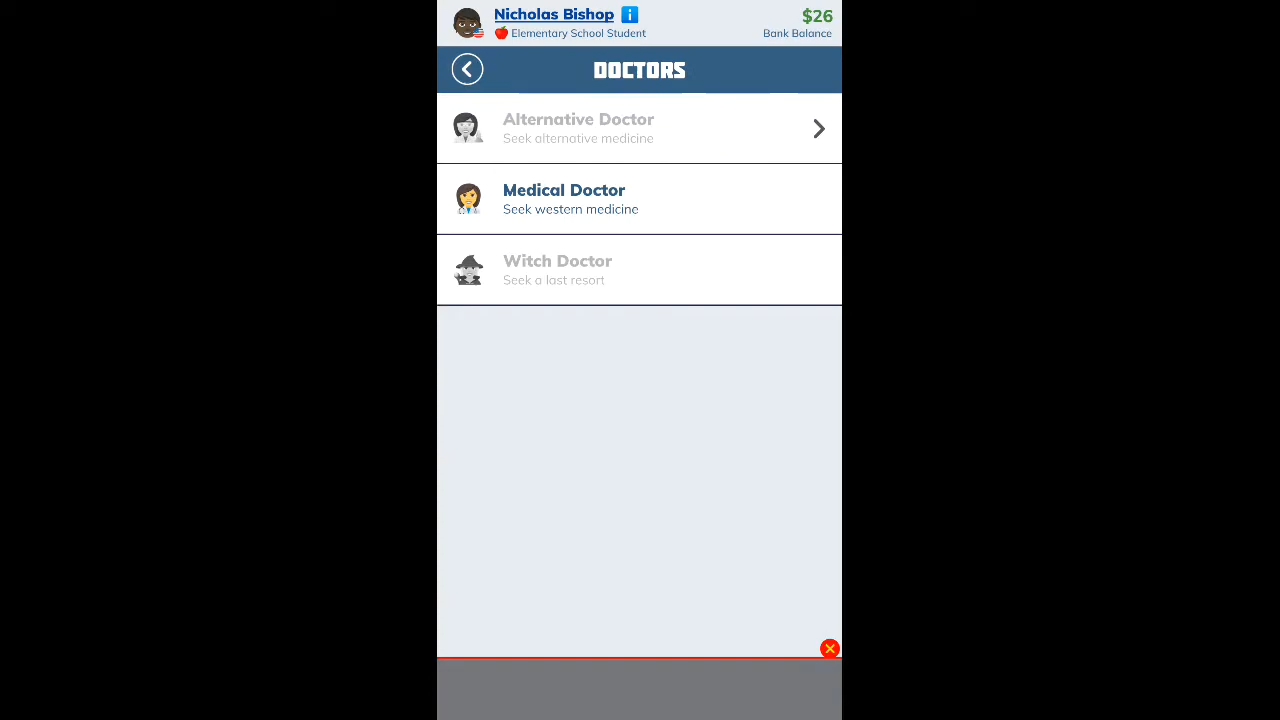 Nicholas Bishop
$26
Elementary School Student
Bank Balance
DOCTORS
Alternative Doctor
Seek alternative medicine
Medical Doctor
Seek western medicine
Witch Doctor
Seek a last resort